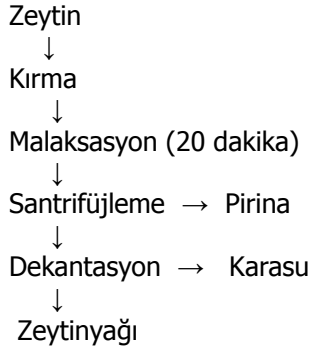 Zeytin
↓
Kırma
↓
Malaksasyon (20 dakika)
↓
Santrifüjleme → Pirina
↓
Dekantasyon → Karasu
↓
Zeytinyağı